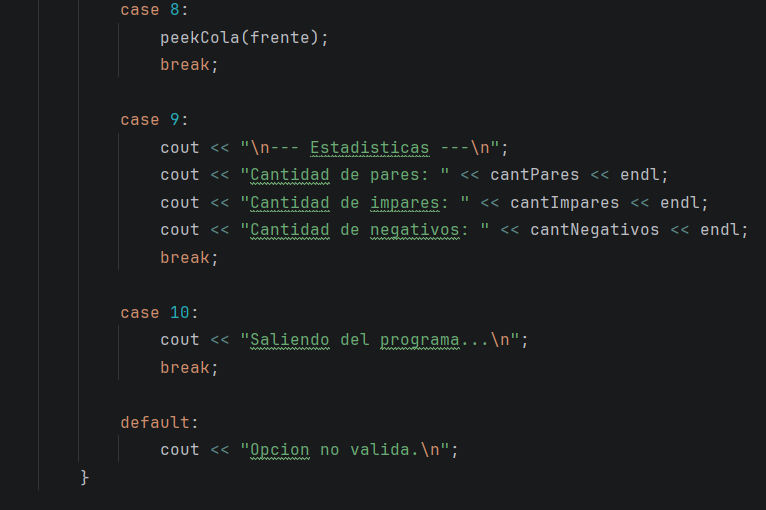 case 8:
peekCola(frente);
break;
case 9:
cout << "\n--- Estadisticas ---\n";
cout << "Cantidad de pares: " << cantPares << endl;
cout << "Cantidad de impares: " << cantImpares << endl;
cout << "Cantidad de negativos: " << cantNegativos << endl;
break;
case 10:
cout << "Saliendo del programa...\n";
break;
default:
cout << "Opcion no valida.\n";
}